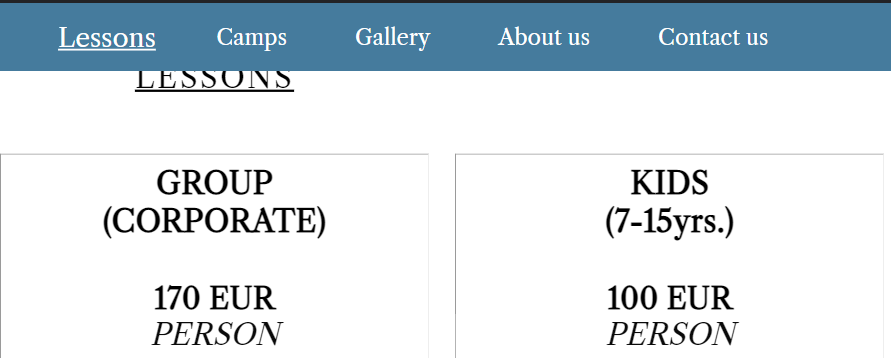 Lessons Camps Gallery About us Contact us
LESSONS
GROUP
(CORPORATE)
170 EUR
PERSON
KIDS
(7-15yrs.)
100 EUR
PERSON